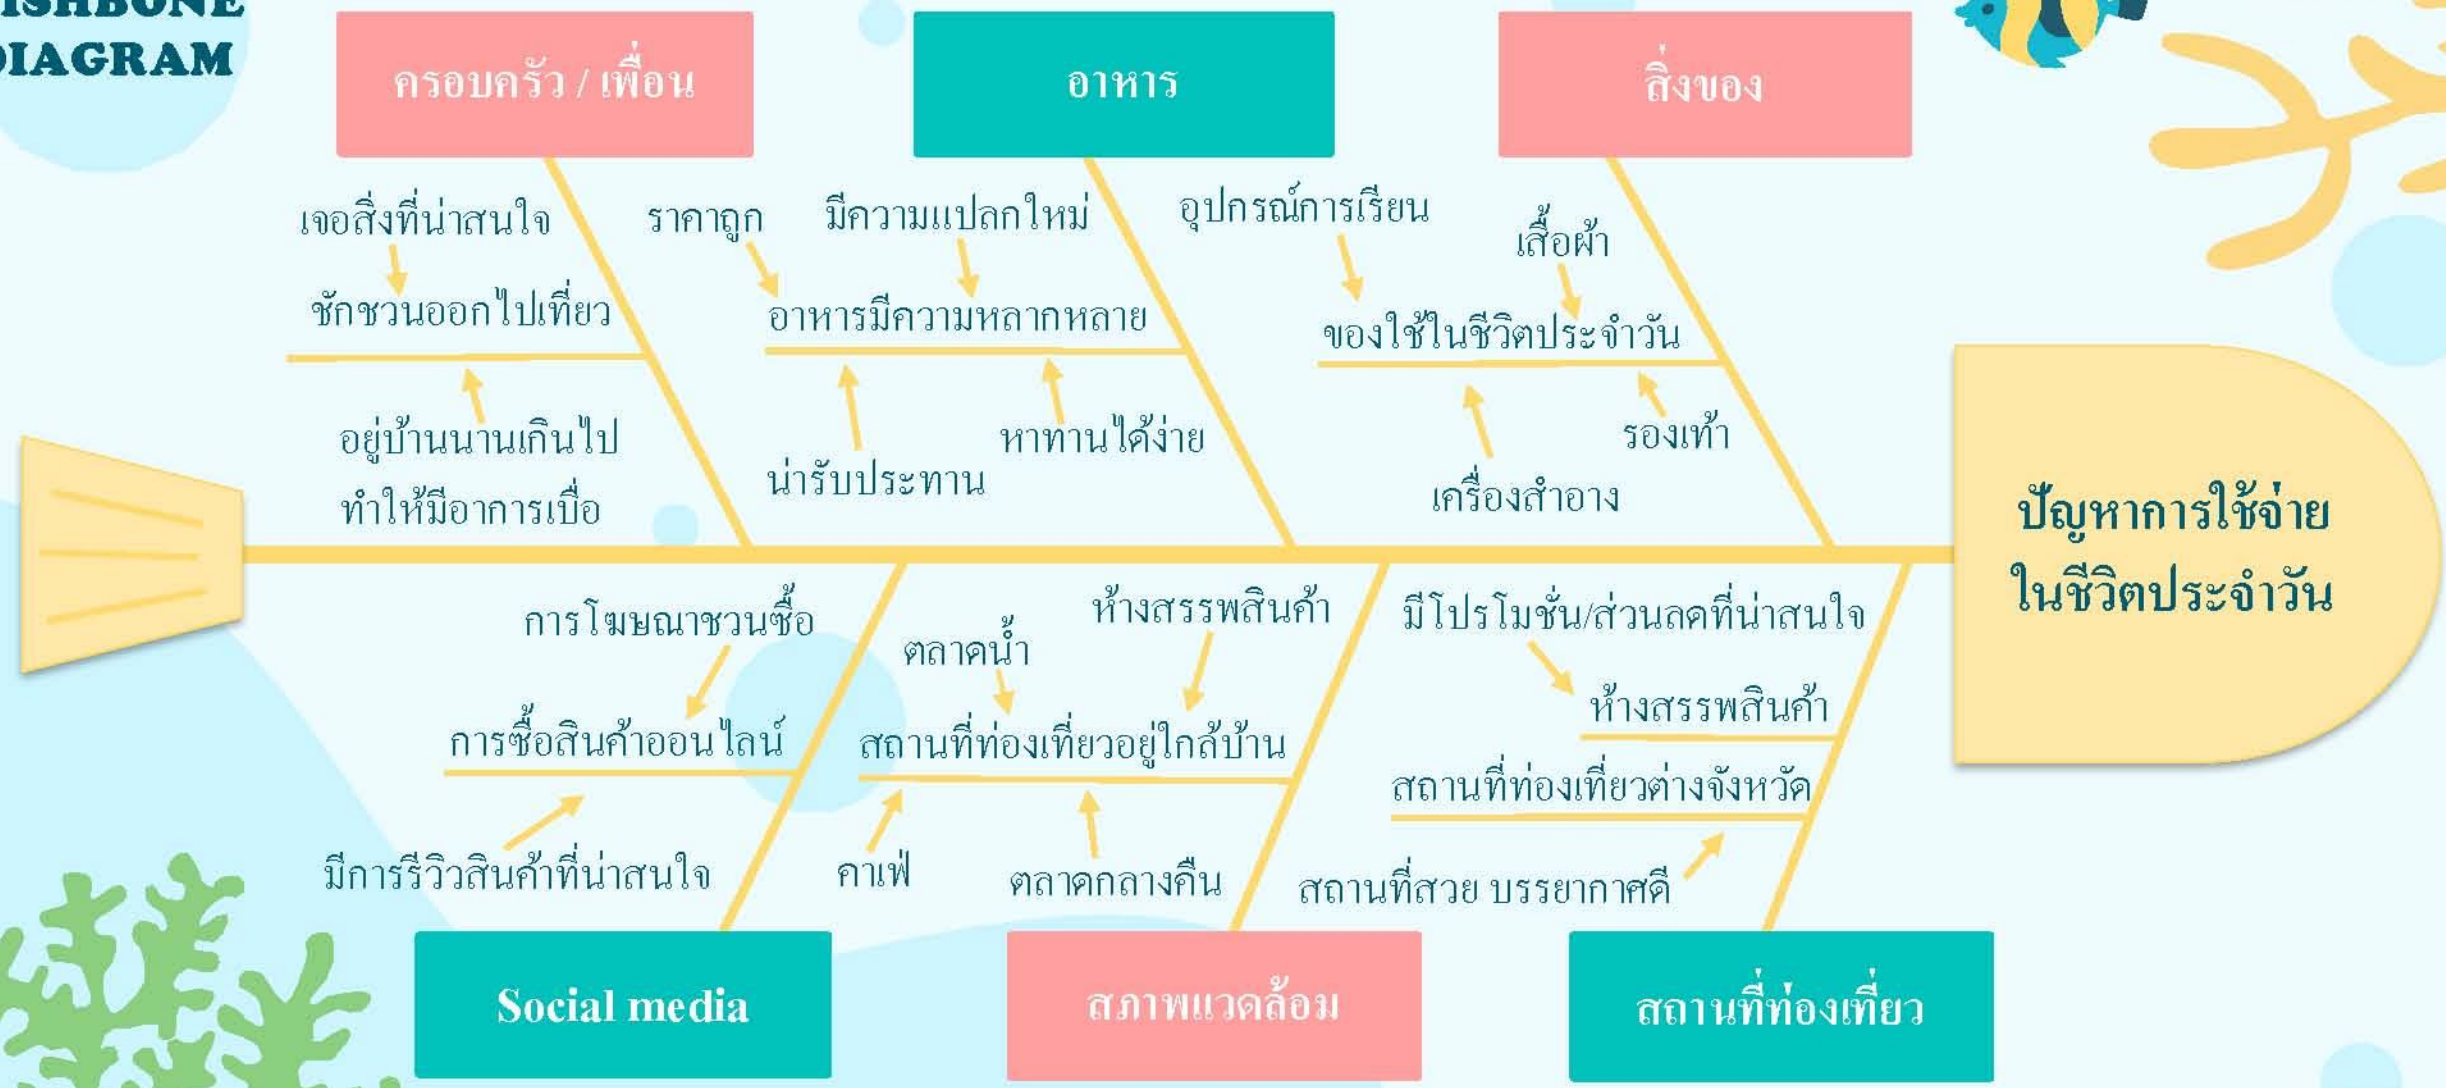 DIAGRAM
ครอบครัว / เพื่อน
อาหาร
สิ่งของ
เจอสิ่งที่น่าสนใจ
ชักชวนออกไปเที่ยว
อยู่บ้านนานเกินไป
ทำให้มีอาการเบื่อ
ราคาถูก
มีความแปลกใหม่
อาหารมีความหลากหลาย
น่ารับประทาน
หาทานได้ง่าย
อุปกรณ์การเรียน
เสื้อผ้า
ของใช้ในชีวิตประจำวัน
เครื่องสำอาง
รองเท้า
ปัญหาการใช้จ่าย
ในชีวิตประจำวัน
การโฆษณาชวนซื้อ
การซื้อสินค้าออนไลน์
มีการรีวิวสินค้าที่น่าสนใจ
ตลาดน้ำ
ห้างสรรพสินค้า
สถานที่ท่องเที่ยวอยู่ใกล้บ้าน
คาเฟ่
ตลาดกลางคืน
มีโปรโมชั่น/ส่วนลดที่น่าสนใจ
ห้างสรรพสินค้า
สถานที่ท่องเที่ยวต่างจังหวัด
สถานที่สวย บรรยากาศดี
Social media
สภาพแวดล้อม
สถานที่ท่องเที่ยว